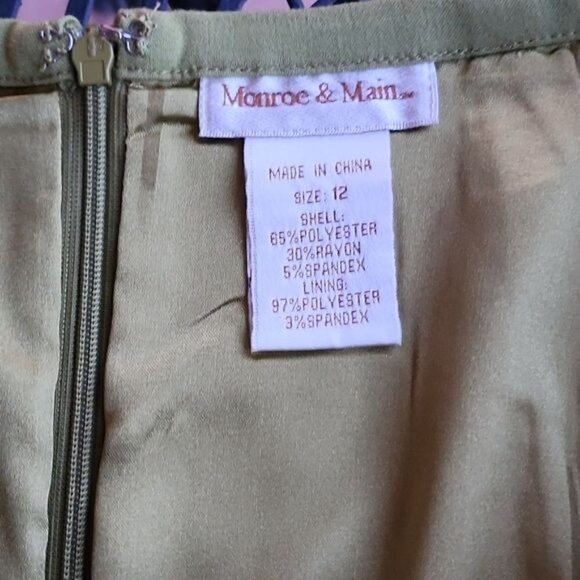 Monroe & Main
MADE IN CHINA
SIZE: 12
SHELL:
65%POLYESTER
30%RAYON
5%SPANDEX
LINING:
97%POLYESTER
3%SPANDEX